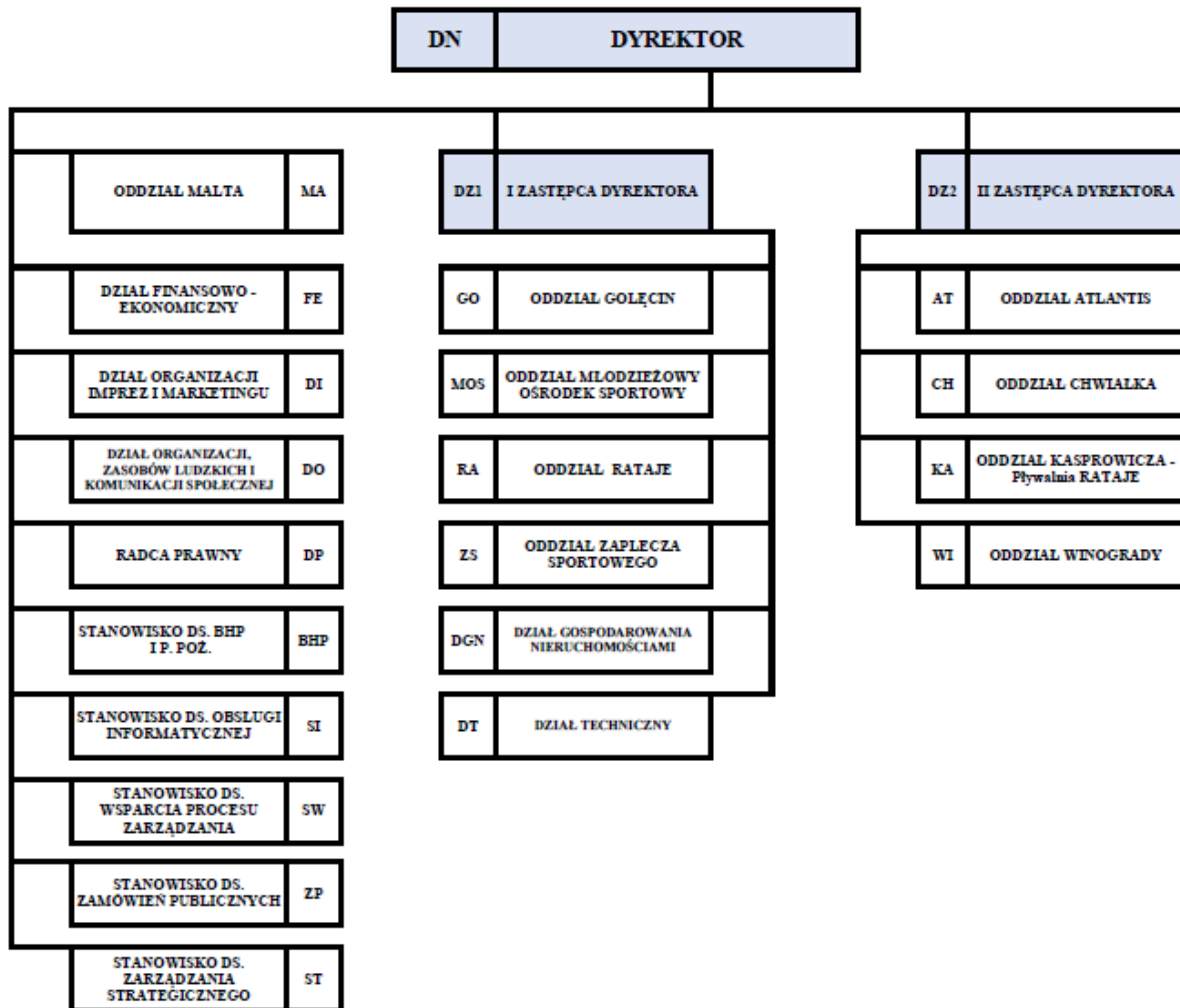 DN DYREKTOR
ODDZIAŁ MALTA MA
DZIAŁ FINANSOWO -
EKONOMICZNY FE
DZIAŁ ORGANIZACJI
IMPREZ I MARKETINGU DI
DZIAŁ ORGANIZACJI,
ZASOBÓW LUDZKICH I
KOMUNIKACJI SPOŁECZNEJ DO
RADCA PRAWNY DP
STANOWISKO DS. BHP
I P. POŻ. BHP
STANOWISKO DS. OBSŁUGI
INFORMATYCZNEJ SI
STANOWISKO DS.
WSPARCIA PROCESU
ZARZĄDZANIA SW
STANOWISKO DS.
ZAMÓWIEŃ PUBLICZNYCH ZP
STANOWISKO DS.
ZARZĄDZANIA
STRATEGICZNEGO ST
DZ1 I ZASTĘPCA DYREKTORA
GO ODDZIAŁ GOLĘCIN
MOS ODDZIAŁ MŁODZIEŻOWY
OŚRODEK SPORTOWY
RA ODDZIAŁ RATAJE
ZS ODDZIAŁ ZAPLECZA
SPORTOWEGO
DGN DZIAŁ GOSPODAROWANIA
NIERUCHOMOŚCIAMI
DT DZIAŁ TECHNICZNY
DZ2 II ZASTĘPCA DYREKTORA
AT ODDZIAŁ ATLANTIS
CH ODDZIAŁ CHWIAŁKA
KA ODDZIAŁ KASPROWICZA -
Pływalnia RATAJE
WI ODDZIAŁ WINOGRADY